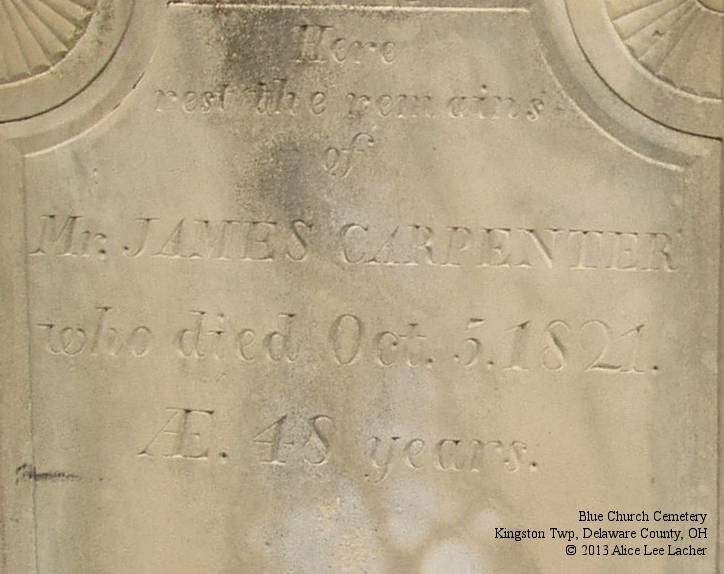 Here
rest the remains
of
Mr. JAMES CARPENTER
who died Oct. 5. 1821.
Æ. 48 years.
Blue Church Cemetery
Kingston Twp, Delaware County, OH
© 2013 Alice Lee Lacher